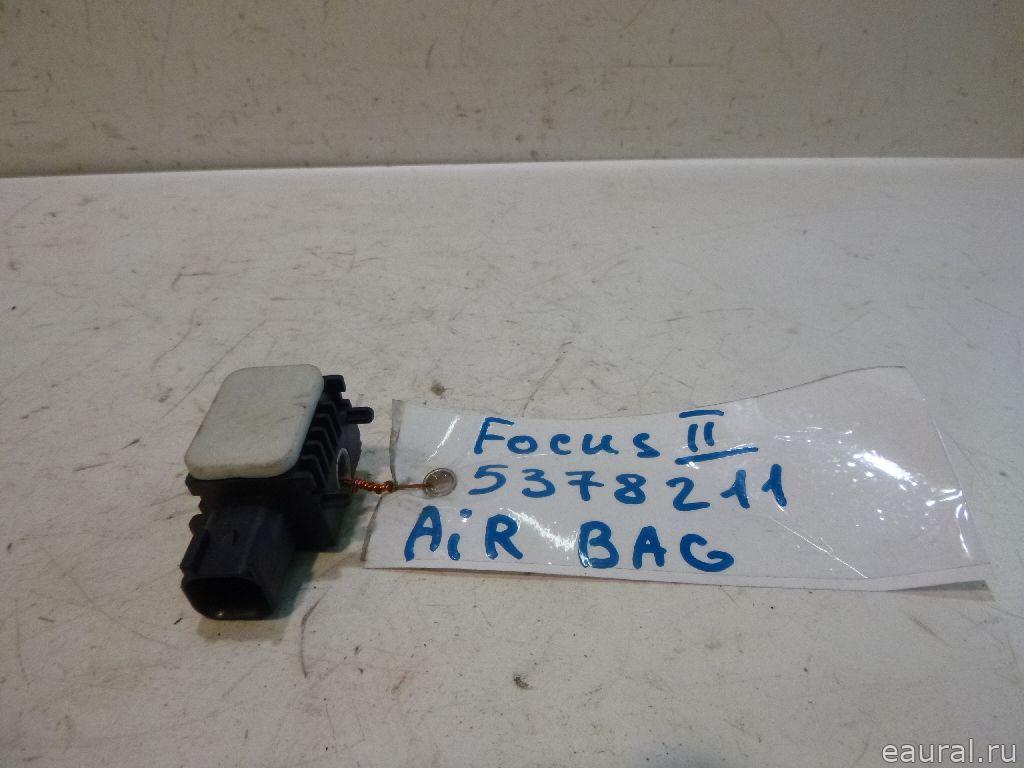 Focus II
5378211
AiR BAG
eaural.ru